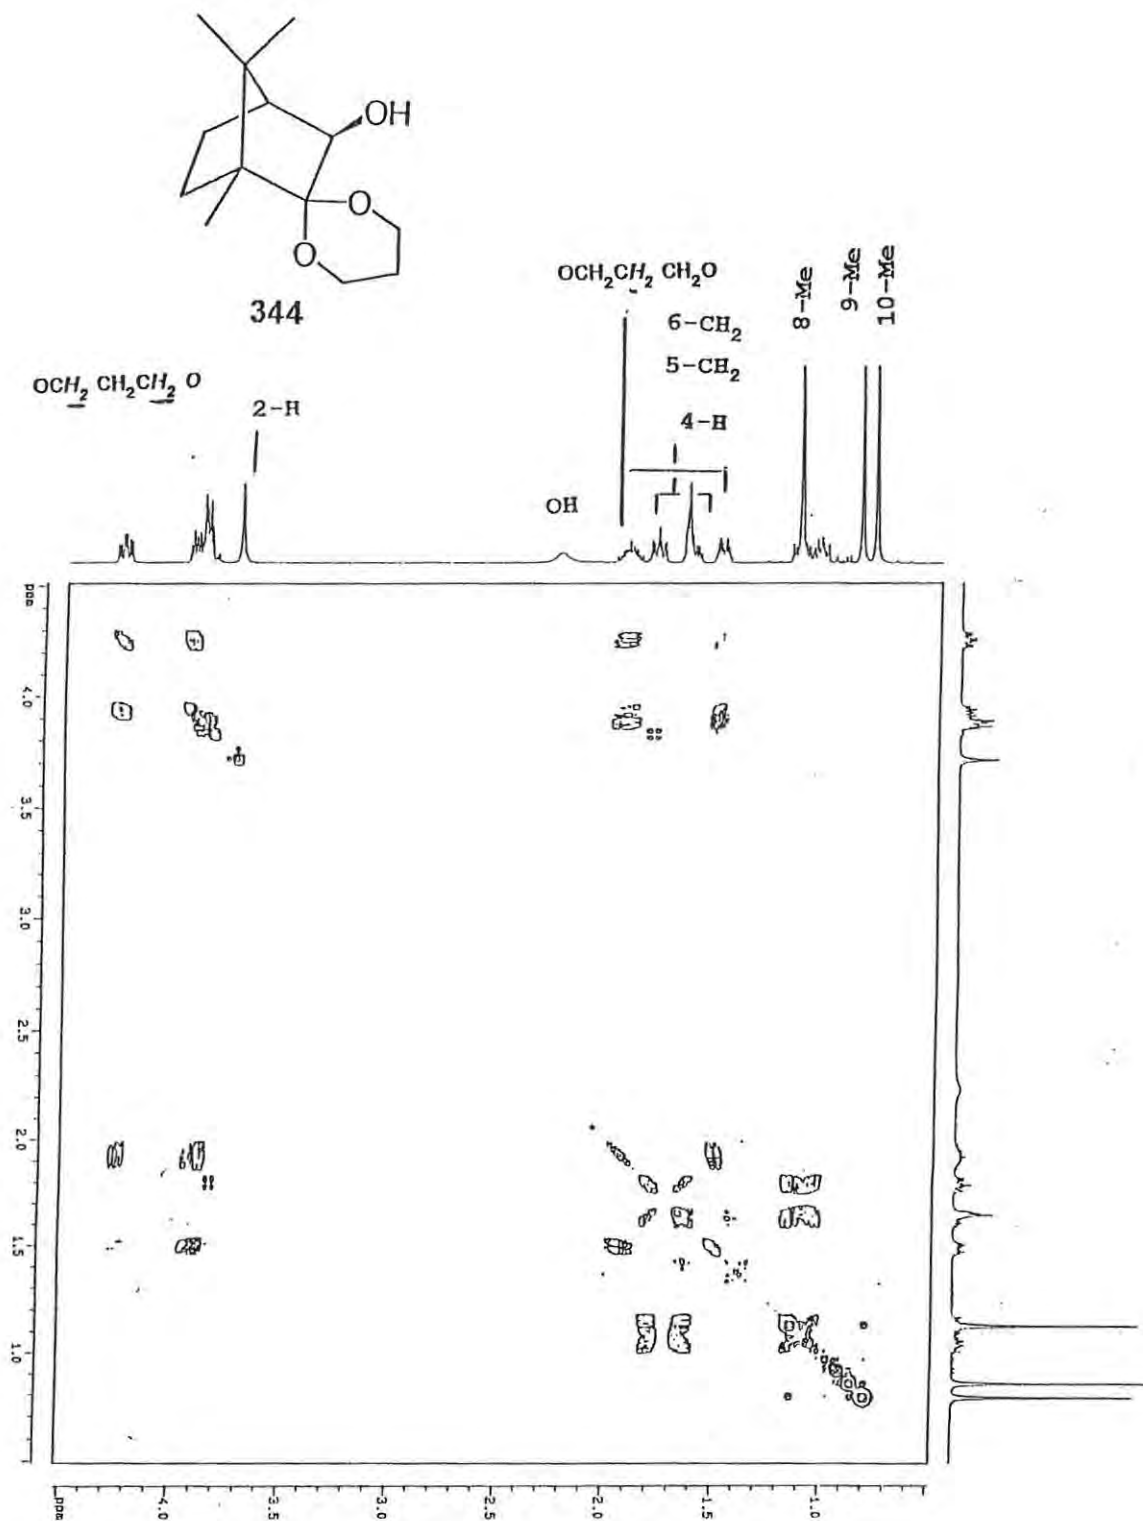 OH
O
O
344
OCH₂CH₂ CH₂O
6-CH₂
5-CH₂
4-H
8-Me
9-Me
10-Me
OCH₂ CH₂CH₂ O
2-H
OH
ppm
4.0
3.5
3.0
2.5
2.0
1.5
1.0
ppm
4.0
3.5
3.0
2.5
2.0
1.5
1.0